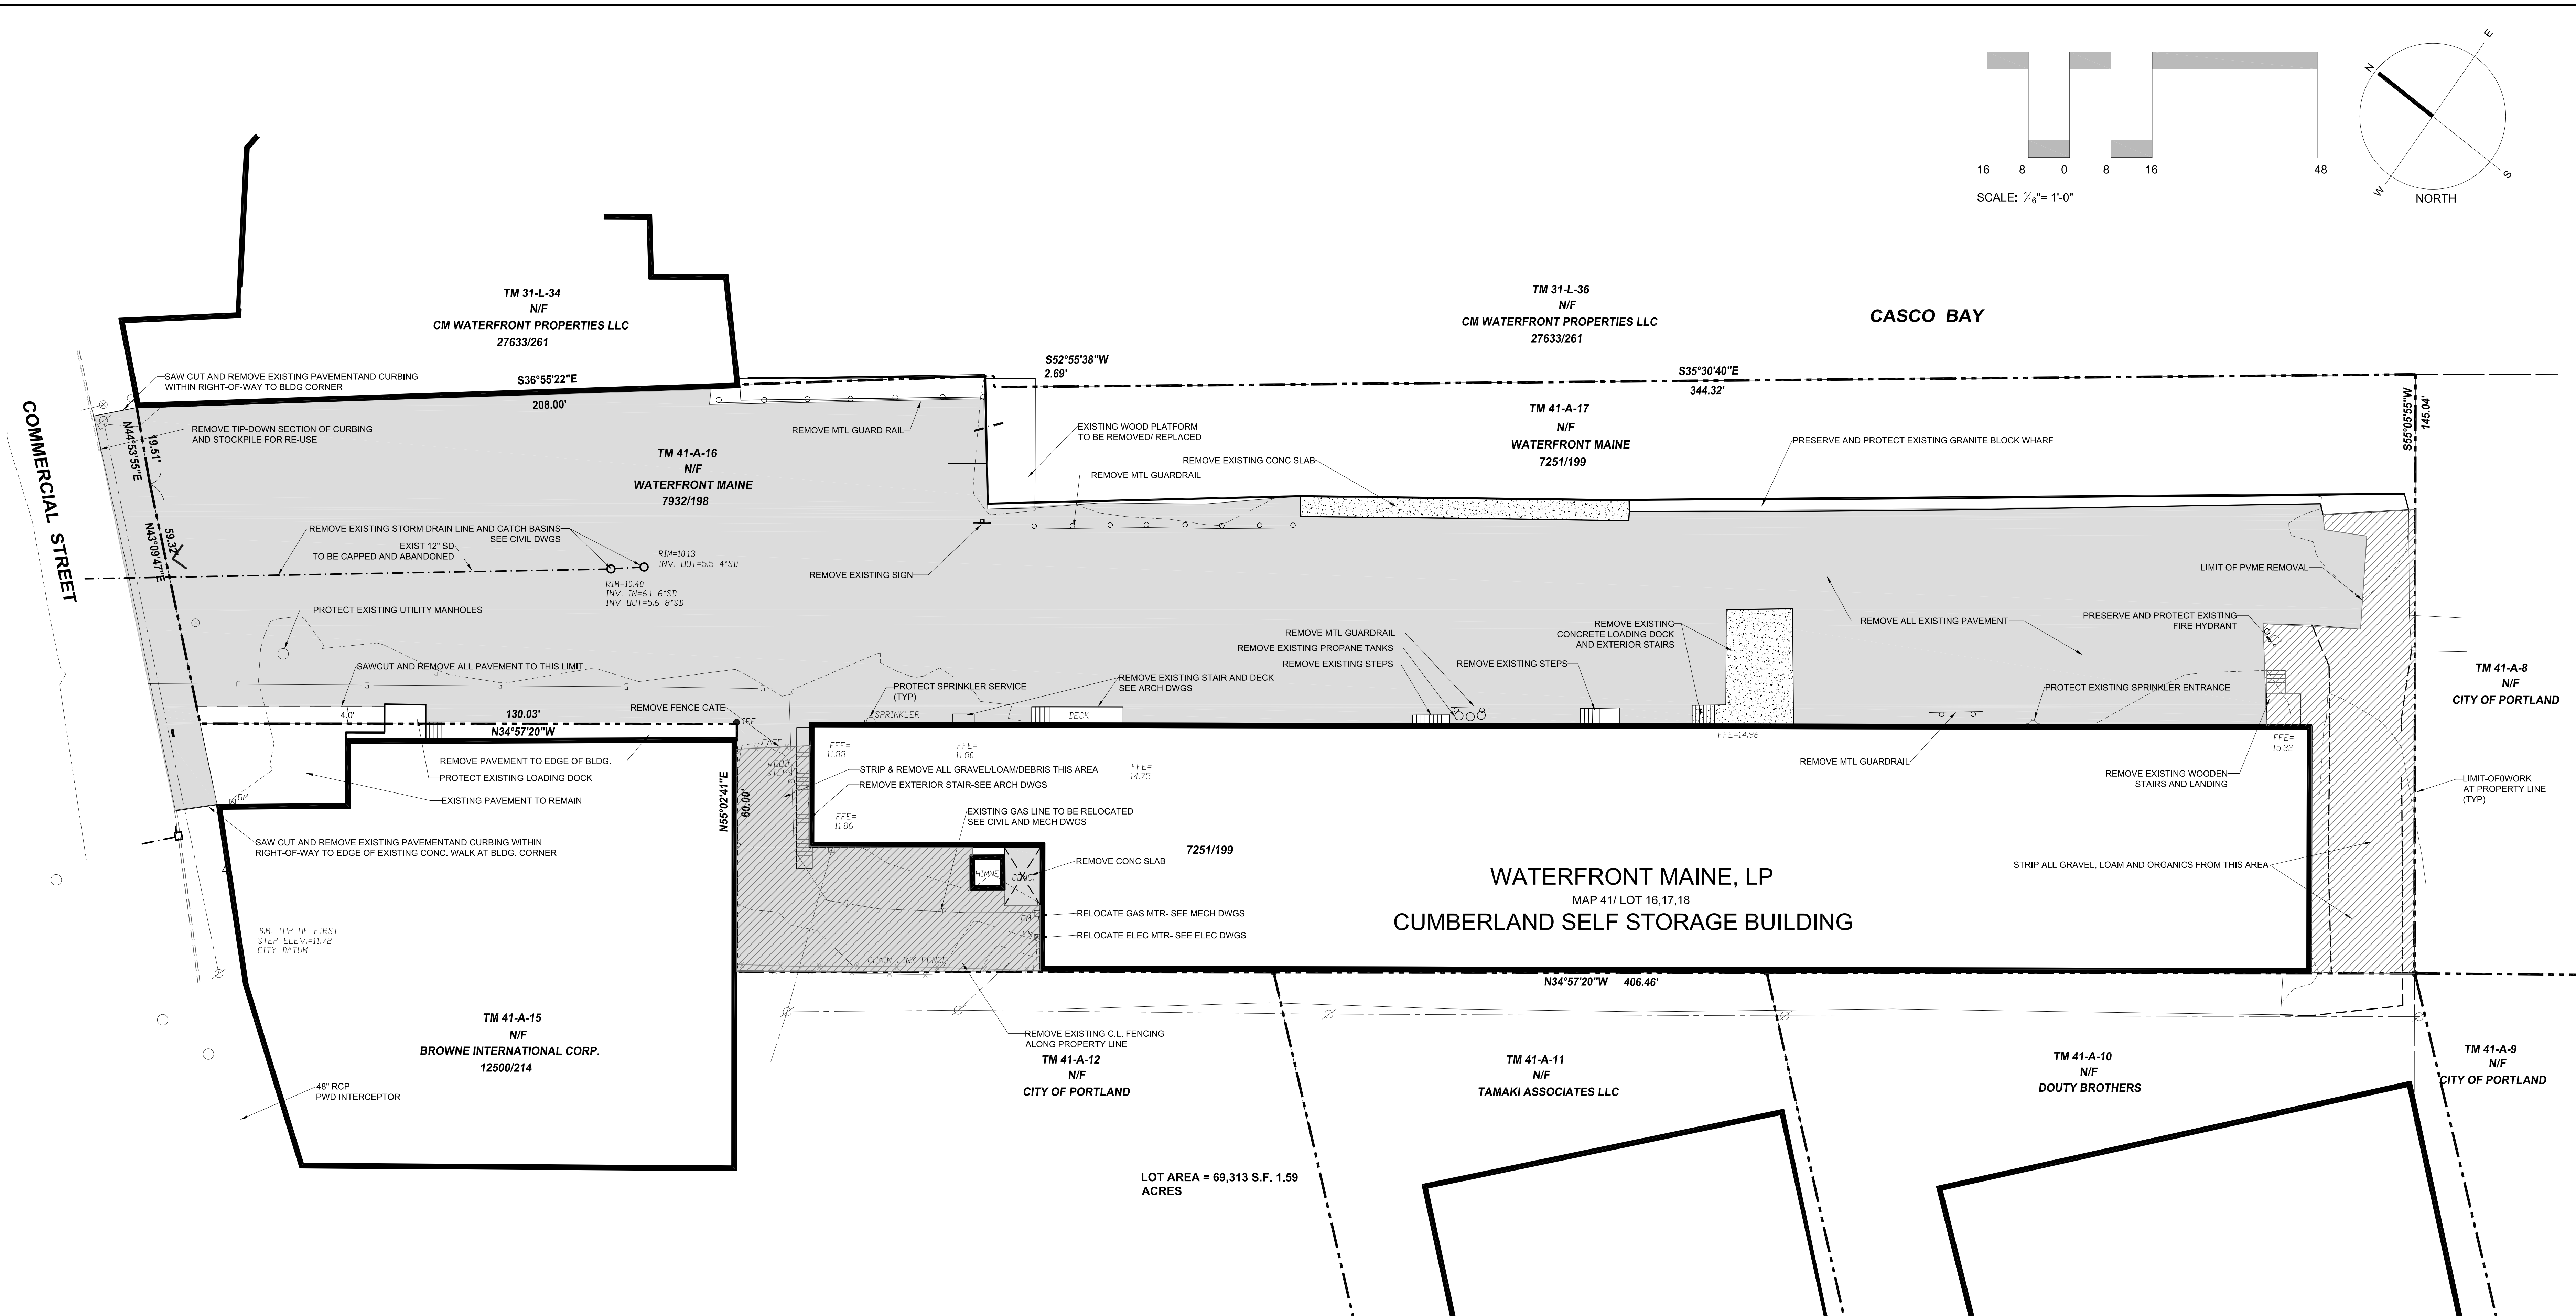 16 8 0 8 16 48
SCALE: 1/16"= 1'-0"
N
E
W
S
NORTH
TM 31-L-34
N/F
CM WATERFRONT PROPERTIES LLC
27633/261
TM 31-L-36
N/F
CM WATERFRONT PROPERTIES LLC
27633/261
CASCO BAY
COMMERCIAL STREET
SAW CUT AND REMOVE EXISTING PAVEMENTAND CURBING
WITHIN RIGHT-OF-WAY TO BLDG CORNER
S36°55'22"E
208.00'
S52°55'38"W
2.69'
S35°30'40"E
344.32'
S55°05'55"W
145.04'
REMOVE TIP-DOWN SECTION OF CURBING
AND STOCKPILE FOR RE-USE
N44°53'55"E
19.51'
N43°09'47"E
59.32'
REMOVE MTL GUARD RAIL
TM 41-A-16
N/F
WATERFRONT MAINE
7932/198
EXISTING WOOD PLATFORM
TO BE REMOVED/ REPLACED
REMOVE EXISTING CONC SLAB
REMOVE MTL GUARDRAIL
TM 41-A-17
N/F
WATERFRONT MAINE
7251/199
PRESERVE AND PROTECT EXISTING GRANITE BLOCK WHARF
REMOVE EXISTING STORM DRAIN LINE AND CATCH BASINS
SEE CIVIL DWGS
EXIST 12" SD
TO BE CAPPED AND ABANDONED
RIM=10.13
INV. OUT=5.5 4"SD
RIM=10.40
INV. IN=6.1 6"SD
INV OUT=5.6 8"SD
REMOVE EXISTING SIGN
PROTECT EXISTING UTILITY MANHOLES
LIMIT OF PVME REMOVAL
REMOVE MTL GUARDRAIL
REMOVE EXISTING PROPANE TANKS
REMOVE EXISTING STEPS
REMOVE EXISTING STEPS
REMOVE EXISTING
CONCRETE LOADING DOCK
AND EXTERIOR STAIRS
REMOVE ALL EXISTING PAVEMENT
PRESERVE AND PROTECT EXISTING
FIRE HYDRANT
TM 41-A-8
N/F
CITY OF PORTLAND
SAWCUT AND REMOVE ALL PAVEMENT TO THIS LIMIT
G G G G G
REMOVE EXISTING STAIR AND DECK
SEE ARCH DWGS
PROTECT SPRINKLER SERVICE
(TYP)
PROTECT EXISTING SPRINKLER ENTRANCE
REMOVE FENCE GATE
4.0'
130.03'
N34°57'20"W
IRF
SPRINKLER
DECK
GATE
WOOD
STEPS
FFE=
11.88
FFE=
11.80
FFE=
14.75
FFE=14.96
FFE=
15.32
REMOVE PAVEMENT TO EDGE OF BLDG.
PROTECT EXISTING LOADING DOCK
EXISTING PAVEMENT TO REMAIN
GM
N55°02'41"E
60.00'
STRIP & REMOVE ALL GRAVEL/LOAM/DEBRIS THIS AREA
REMOVE EXTERIOR STAIR-SEE ARCH DWGS
FFE=
11.86
EXISTING GAS LINE TO BE RELOCATED
SEE CIVIL AND MECH DWGS
REMOVE MTL GUARDRAIL
REMOVE EXISTING WOODEN
STAIRS AND LANDING
LIMIT-OF0WORK
AT PROPERTY LINE
(TYP)
SAW CUT AND REMOVE EXISTING PAVEMENTAND CURBING WITHIN
RIGHT-OF-WAY TO EDGE OF EXISTING CONC. WALK AT BLDG. CORNER
7251/199
REMOVE CONC SLAB
HIMNE
CONC.
X
G G
GM
EM
RELOCATE GAS MTR- SEE MECH DWGS
RELOCATE ELEC MTR- SEE ELEC DWGS
WATERFRONT MAINE, LP
MAP 41/ LOT 16,17,18
CUMBERLAND SELF STORAGE BUILDING
STRIP ALL GRAVEL, LOAM AND ORGANICS FROM THIS AREA
B.M. TOP OF FIRST
STEP ELEV.=11.72
CITY DATUM
CHAIN LINK FENCE
N34°57'20"W 406.46'
TM 41-A-15
N/F
BROWNE INTERNATIONAL CORP.
12500/214
48" RCP
PWD INTERCEPTOR
REMOVE EXISTING C.L. FENCING
ALONG PROPERTY LINE
TM 41-A-12
N/F
CITY OF PORTLAND
TM 41-A-11
N/F
TAMAKI ASSOCIATES LLC
TM 41-A-10
N/F
DOUTY BROTHERS
TM 41-A-9
N/F
CITY OF PORTLAND
LOT AREA = 69,313 S.F. 1.59
ACRES